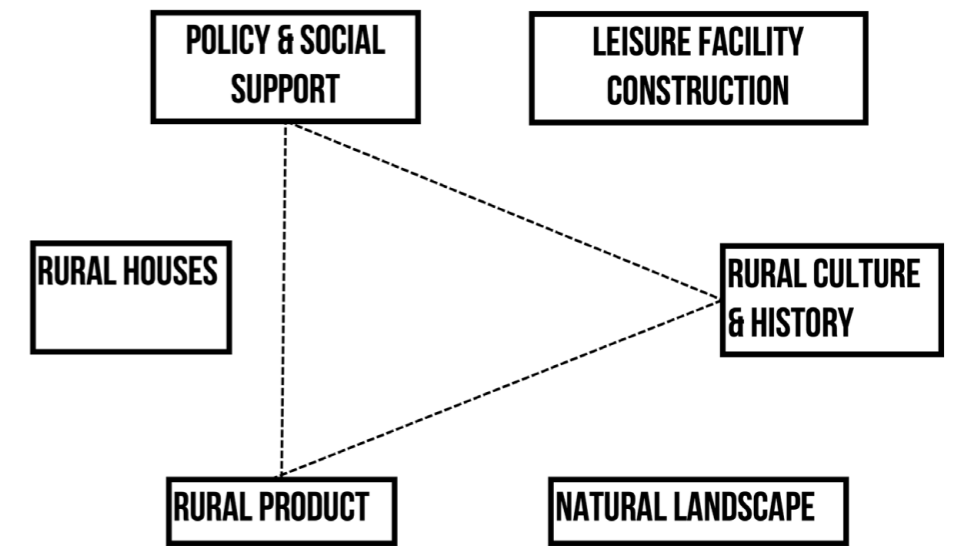 POLICY & SOCIAL
SUPPORT
LEISURE FACILITY
CONSTRUCTION
RURAL HOUSES
RURAL CULTURE
& HISTORY
RURAL PRODUCT
NATURAL LANDSCAPE